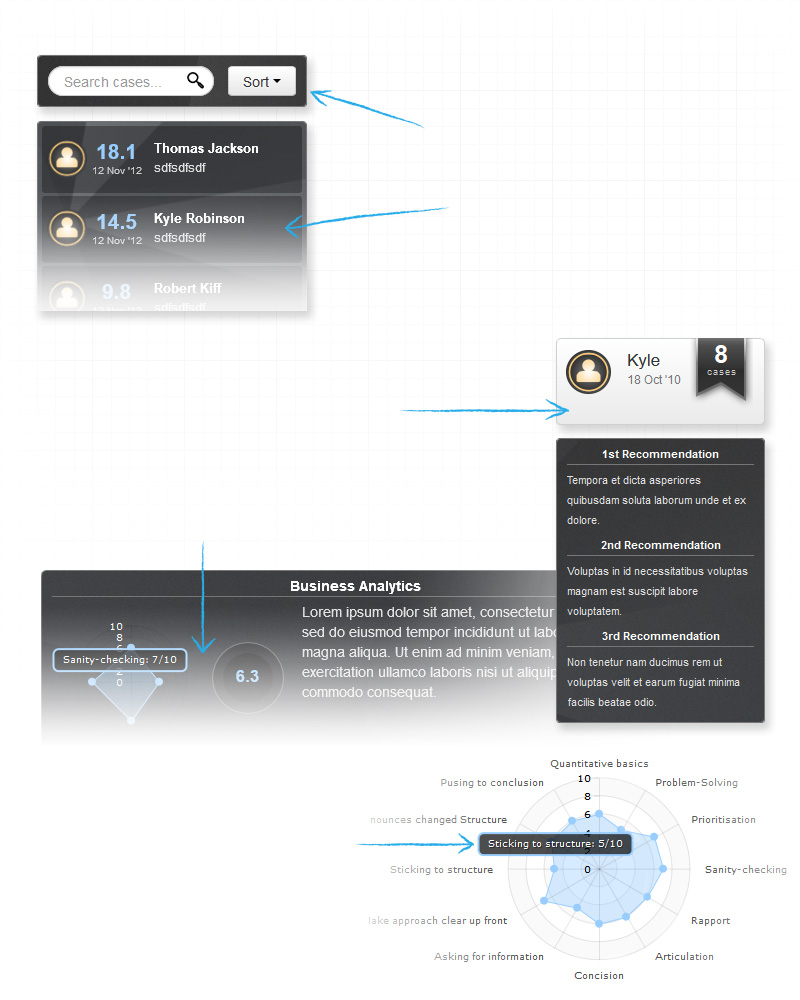 Search cases...
Sort
18.1
Thomas Jackson
12 Nov '12
sdfsdfsdf
14.5
Kyle Robinson
12 Nov '12
sdfsdfsdf
9.8
Robert Kiff
sdfsdfsdf
Kyle
18 Oct '10
8
cases
1st Recommendation
Tempora et dicta asperiores
quibusdam soluta laborum unde et ex
dolore.
2nd Recommendation
Voluptas in id necessitatibus voluptas
magnam est suscipit labore
voluptatem.
3rd Recommendation
Non tenetur nam ducimus rem ut
voluptas velit et earum fugiat minima
facilis beatae odio.
Business Analytics
10
8
6
2
0
Sanity-checking: 7/10
6.3
Lorem ipsum dolor sit amet, consectetur
sed do eiusmod tempor incididunt ut labo
magna aliqua. Ut enim ad minim veniam,
exercitation ullamco laboris nisi ut aliquip
commodo consequat.
Quantitative basics
Pusing to conclusion
10
Problem-Solving
8
nounces changed Structure
6
Prioritisation
4
Sticking to structure: 5/10
Sticking to structure
0
Sanity-checking
lake approach clear up front
Rapport
Asking for information
Articulation
Concision